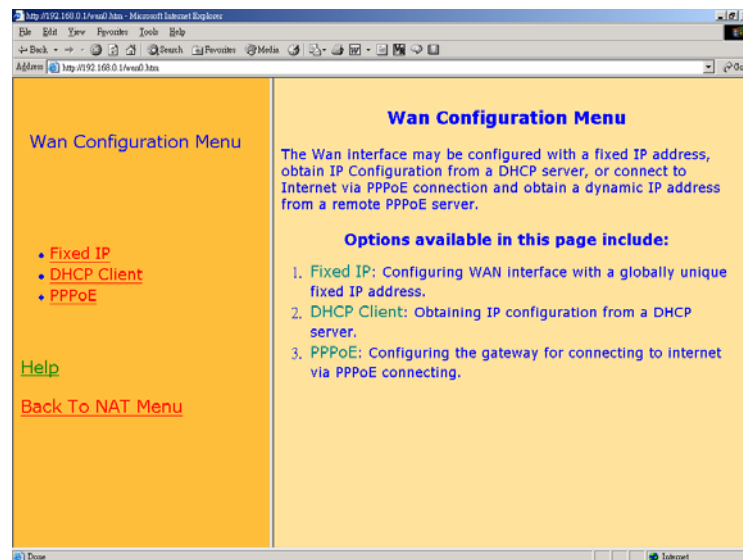 http://192.168.0.1/wan0.htm - Microsoft Internet Explorer
File Edit View Favorites Tools Help
Back Search Favorites Media
Address http://192.168.0.1/wan0.htm
Wan Configuration Menu
Fixed IP
DHCP Client
PPPoE
Help
Back To NAT Menu
Wan Configuration Menu
The Wan interface may be configured with a fixed IP address,
obtain IP Configuration from a DHCP server, or connect to
Internet via PPPoE connection and obtain a dynamic IP address
from a remote PPPoE server.
Options available in this page include:
1. Fixed IP: Configuring WAN interface with a globally unique
fixed IP address.
2. DHCP Client: Obtaining IP configuration from a DHCP
server.
3. PPPoE: Configuring the gateway for connecting to internet
via PPPoE connecting.
Done Internet